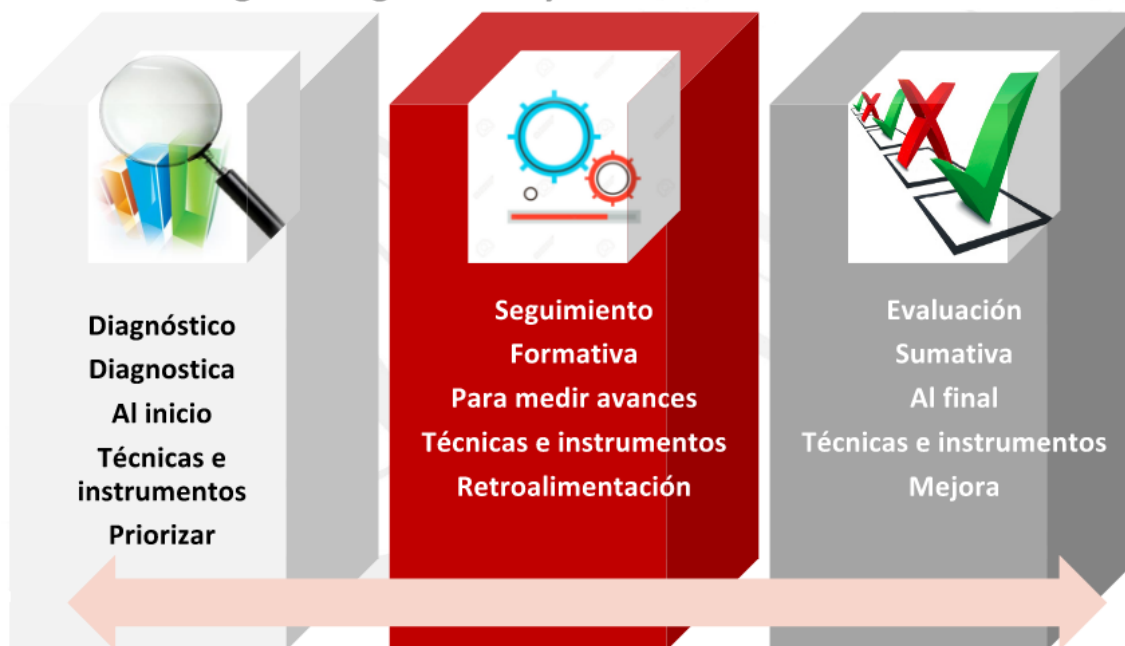 Diagnóstico
Diagnostica
Al inicio
Técnicas e
instrumentos
Priorizar
Seguimiento
Formativa
Para medir avances
Técnicas e instrumentos
Retroalimentación
Evaluación
Sumativa
Al final
Técnicas e instrumentos
Mejora